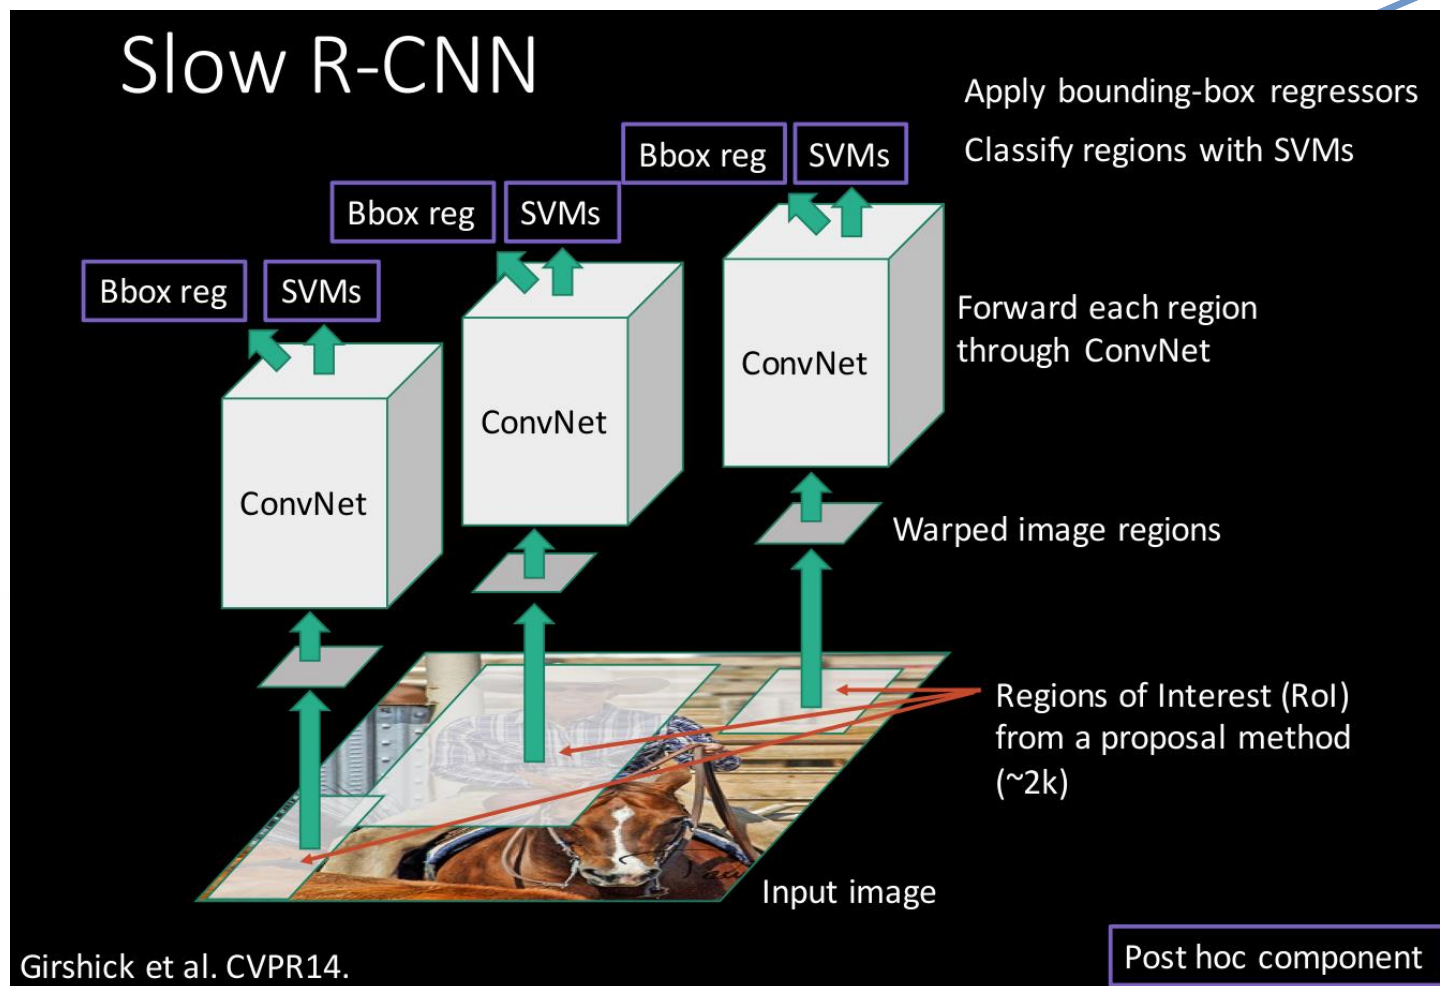 Slow R-CNN
Apply bounding-box regressors
Classify regions with SVMs
Bbox reg
SVMs
Bbox reg
SVMs
Bbox reg
SVMs
Forward each region
through ConvNet
ConvNet
ConvNet
ConvNet
Warped image regions
Regions of Interest (RoI)
from a proposal method
(~2k)
Input image
Girshick et al. CVPR14.
Post hoc component